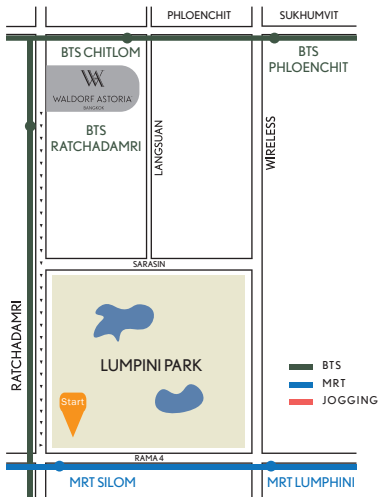 PHLOENCHIT
SUKHUMVIT
BTS CHITLOM
BTS
PHLOENCHIT
WALDORF ASTORIA
BANGKOK
BTS
RATCHADAMRI
LANGSUAN
WIRELESS
SARASIN
RATCHADAMRI
LUMPINI PARK
Start
BTS
MRT
JOGGING
RAMA 4
MRT SILOM
MRT LUMPHINI